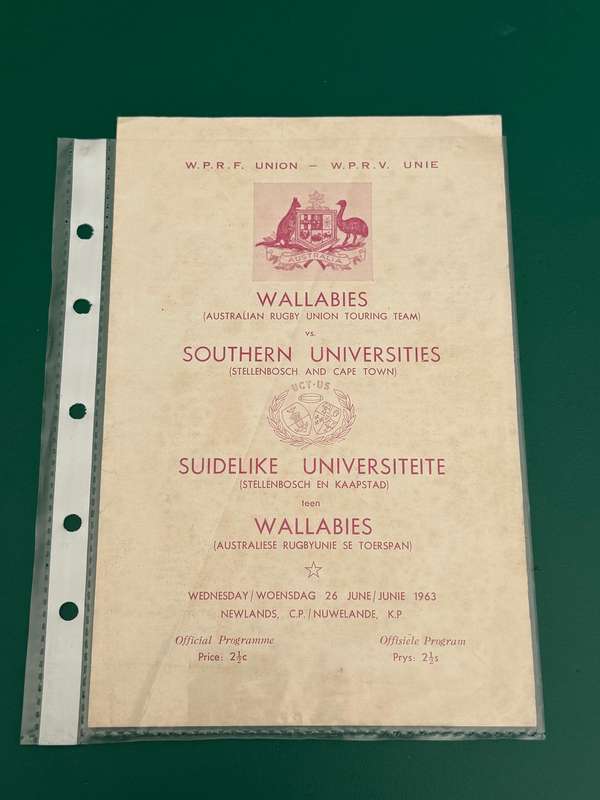 W.P.R.F. UNION – W.P.R.V. UNIE
AUSTRALIA
WALLABIES
(AUSTRALIAN RUGBY UNION TOURING TEAM)
vs.
SOUTHERN UNIVERSITIES
(STELLENBOSCH AND CAPE TOWN)
UCT·US
SUIDELIKE UNIVERSITEITE
(STELLENBOSCH EN KAAPSTAD)
teen
WALLABIES
(AUSTRALIESE RUGBYUNIE SE TOERSPAN)
WEDNESDAY/WOENSDAG 26 JUNE/JUNIE 1963
NEWLANDS, C.P./NUWELANDE, K.P.
Official Programme Offisiële Program
Price: 2½c Prys: 2½s